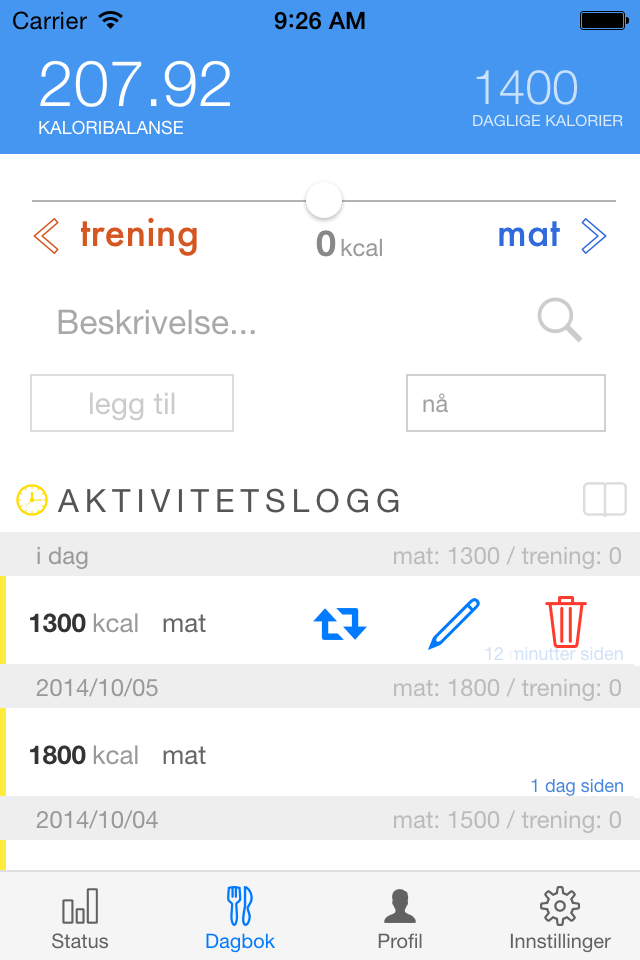 Carrier 9:26 AM
207.92 1400
KALORIBALANSE DAGLIGE KALORIER
trening 0 kcal mat
Beskrivelse...
legg til nå
AKTIVITETSLOGG
i dag mat: 1300 / trening: 0
1300 kcal mat
12 minutter siden
2014/10/05 mat: 1800 / trening: 0
1800 kcal mat
1 dag siden
2014/10/04 mat: 1500 / trening: 0
Status Dagbok Profil Innstillinger